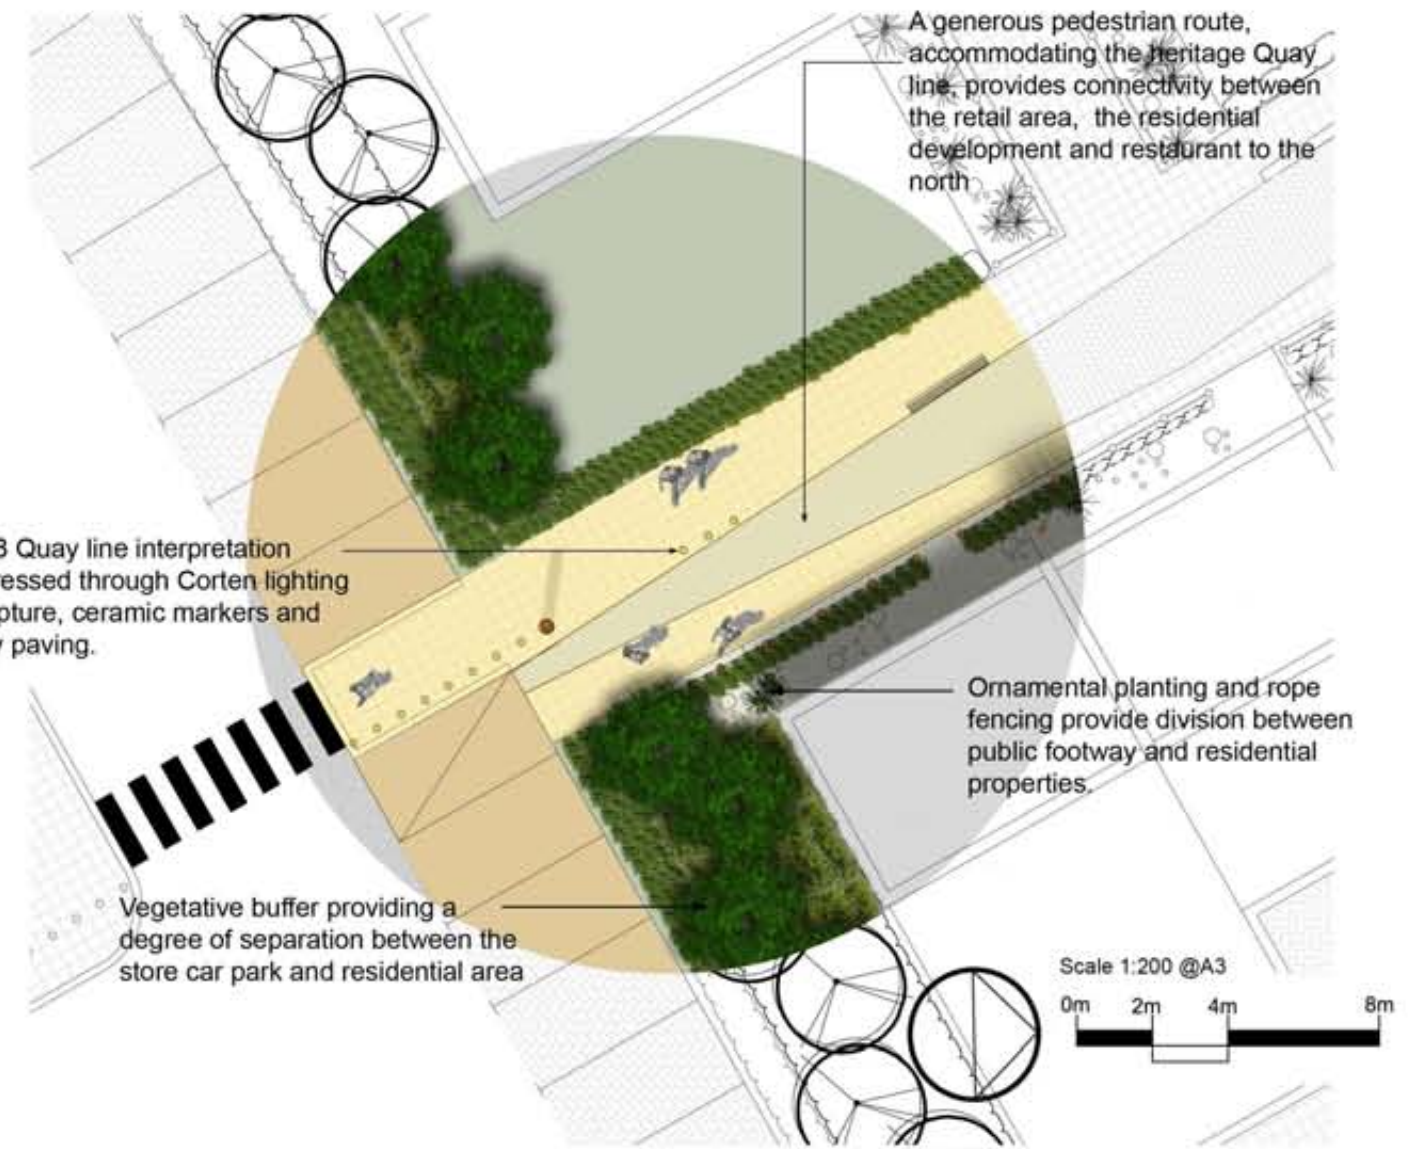 A generous pedestrian route,
accommodating the heritage Quay
line, provides connectivity between
the retail area, the residential
development and restaurant to the
north
3 Quay line interpretation
ressed through Corten lighting
pture, ceramic markers and
paving.
Ornamental planting and rope
fencing provide division between
public footway and residential
properties.
Vegetative buffer providing a
degree of separation between the
store car park and residential area
Scale 1:200 @A3
0m 2m 4m 8m